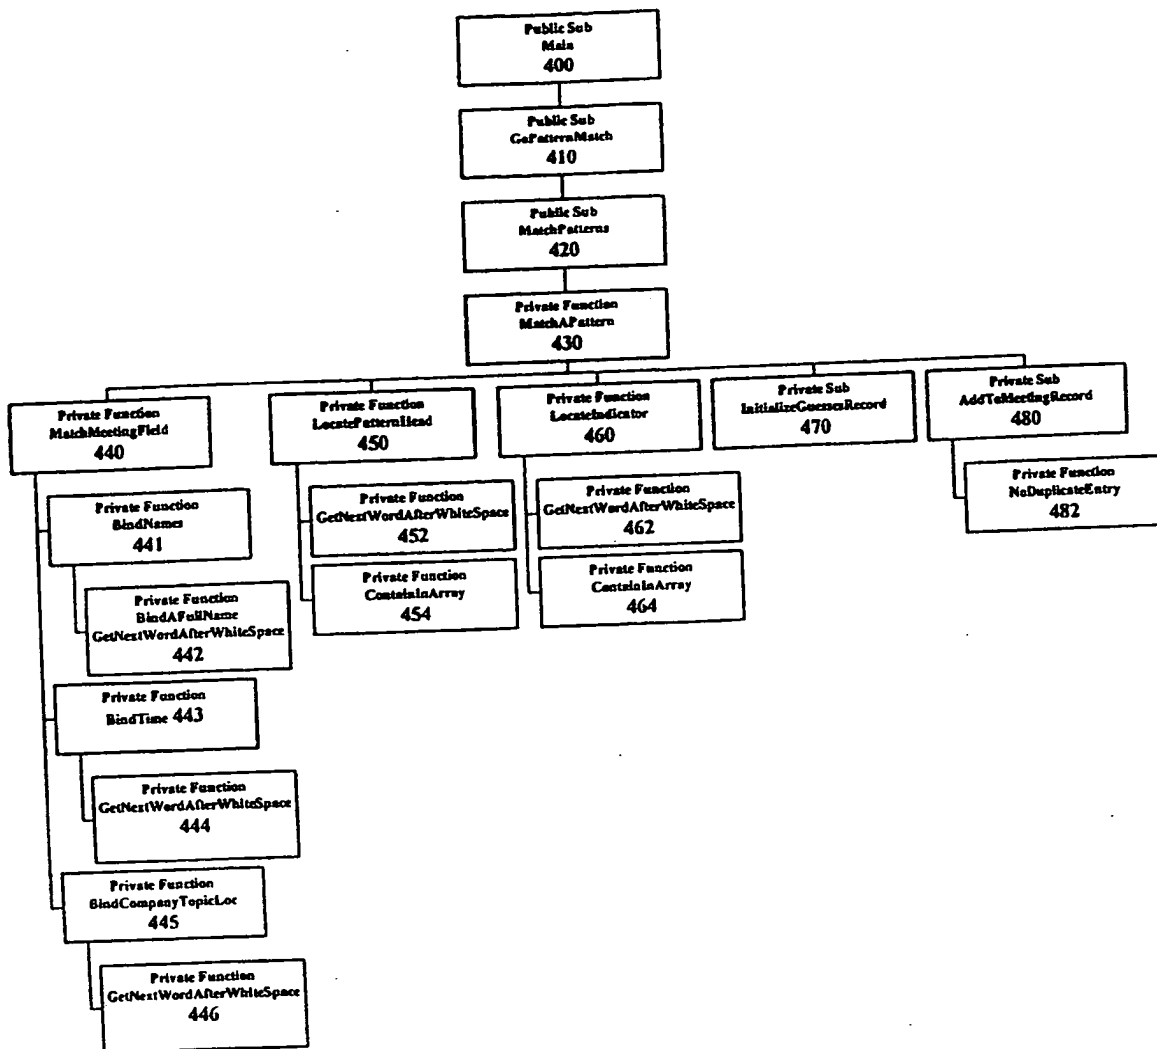 Public Sub
Main
400
Public Sub
GoPatternMatch
410
Public Sub
MatchPatterns
420
Private Function
MatchAPattern
430
Private Function
MatchMeetingField
440
Private Function
BindNames
441
Private Function
BindAFullName
GetNextWordAfterWhiteSpace
442
Private Function
BindTime 443
Private Function
GetNextWordAfterWhiteSpace
444
Private Function
BindCompanyTopicLoc
445
Private Function
GetNextWordAfterWhiteSpace
446
Private Function
LocatePatternHead
450
Private Function
GetNextWordAfterWhiteSpace
452
Private Function
ContainInArray
454
Private Function
LocateIndicator
460
Private Function
GetNextWordAfterWhiteSpace
462
Private Function
ContainInArray
464
Private Sub
InitializeGuessesRecord
470
Private Sub
AddToMeetingRecord
480
Private Function
NoDuplicateEntry
482